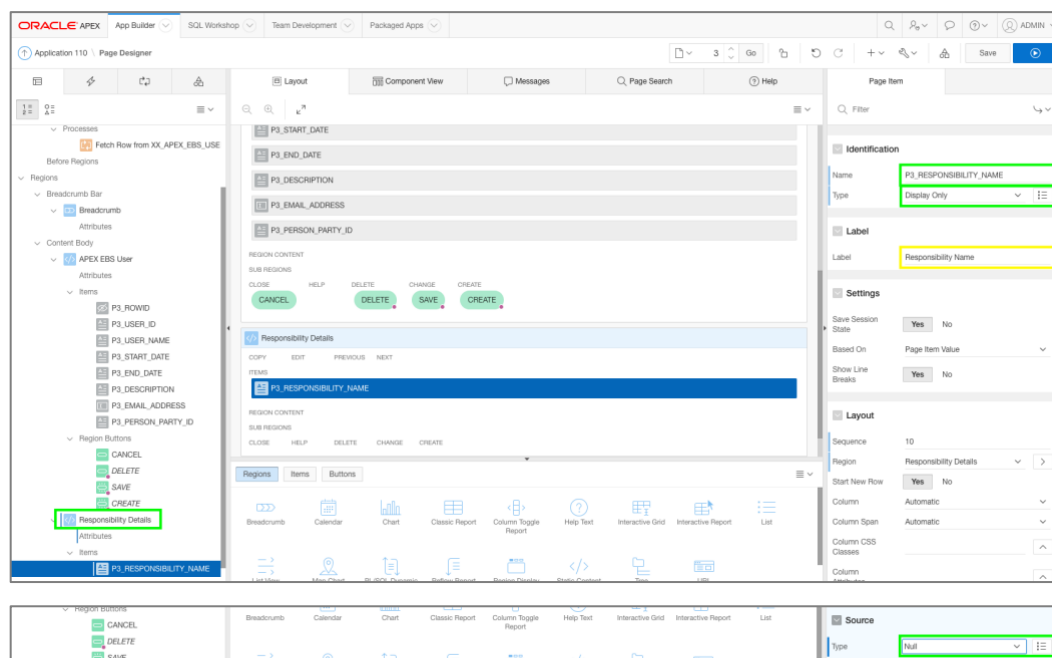 ORACLE APEX App Builder SQL Workshop Team Development Packaged Apps ADMIN
Application 110 \ Page Designer 3 Go Save
Layout Component View Messages Page Search Help Page Item
Filter
Processes
Fetch Row from XX_APEX_EBS_USE
Before Regions
Regions
Breadcrumb Bar
Breadcrumb
Attributes
Content Body
APEX EBS User
Attributes
Items
P3_ROWID
P3_USER_ID
P3_USER_NAME
P3_START_DATE
P3_END_DATE
P3_DESCRIPTION
P3_EMAIL_ADDRESS
P3_PERSON_PARTY_ID
Region Buttons
CANCEL
DELETE
SAVE
CREATE
Responsibility Details
Attributes
Items
P3_RESPONSIBILITY_NAME
P3_START_DATE
P3_END_DATE
P3_DESCRIPTION
P3_EMAIL_ADDRESS
P3_PERSON_PARTY_ID
REGION CONTENT
SUB REGIONS
CLOSE HELP DELETE CHANGE CREATE
CANCEL DELETE SAVE CREATE
Responsibility Details
COPY EDIT PREVIOUS NEXT
ITEMS
P3_RESPONSIBILITY_NAME
REGION CONTENT
SUB REGIONS
CLOSE HELP DELETE CHANGE CREATE
Regions Items Buttons
Breadcrumb Calendar Chart Classic Report Column Toggle Report Help Text Interactive Grid Interactive Report List
Identification
Name P3_RESPONSIBILITY_NAME
Type Display Only
Label
Label Responsibility Name
Settings
Save Session State Yes No
Based On Page Item Value
Show Line Breaks Yes No
Layout
Sequence 10
Region Responsibility Details
Start New Row Yes No
Column Automatic
Column Span Automatic
Column CSS Classes
Column
Region Buttons
CANCEL
DELETE
SAVE
Breadcrumb Calendar Chart Classic Report Column Toggle Report Help Text Interactive Grid Interactive Report List
Source
Type Null